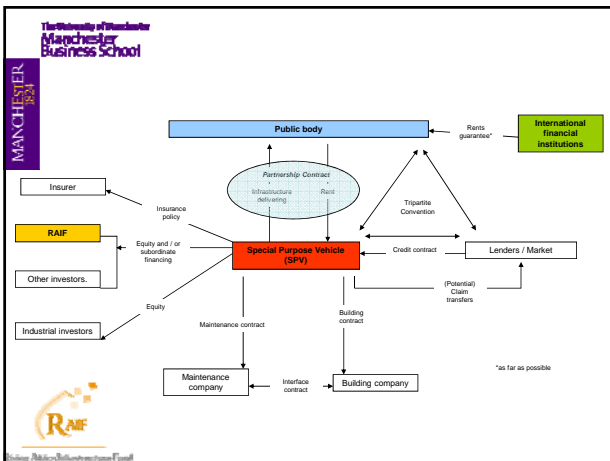 The University of Manchester
Manchester
Business School
MANCHESTER
1824
Public body
International
financial
institutions
Rents
guarantee*
Partnership Contract
Infrastructure
delivering
Rent
Insurer
Insurance
policy
Tripartite
Convention
RAIF
Equity and / or
subordinate
financing
Special Purpose Vehicle
(SPV)
Credit contract
Lenders / Market
Other investors.
(Potential)
Claim
transfers
Equity
Industrial investors
Maintenance contract
Building
contract
*as far as possible
Maintenance
company
Interface
contract
Building company
RAIF